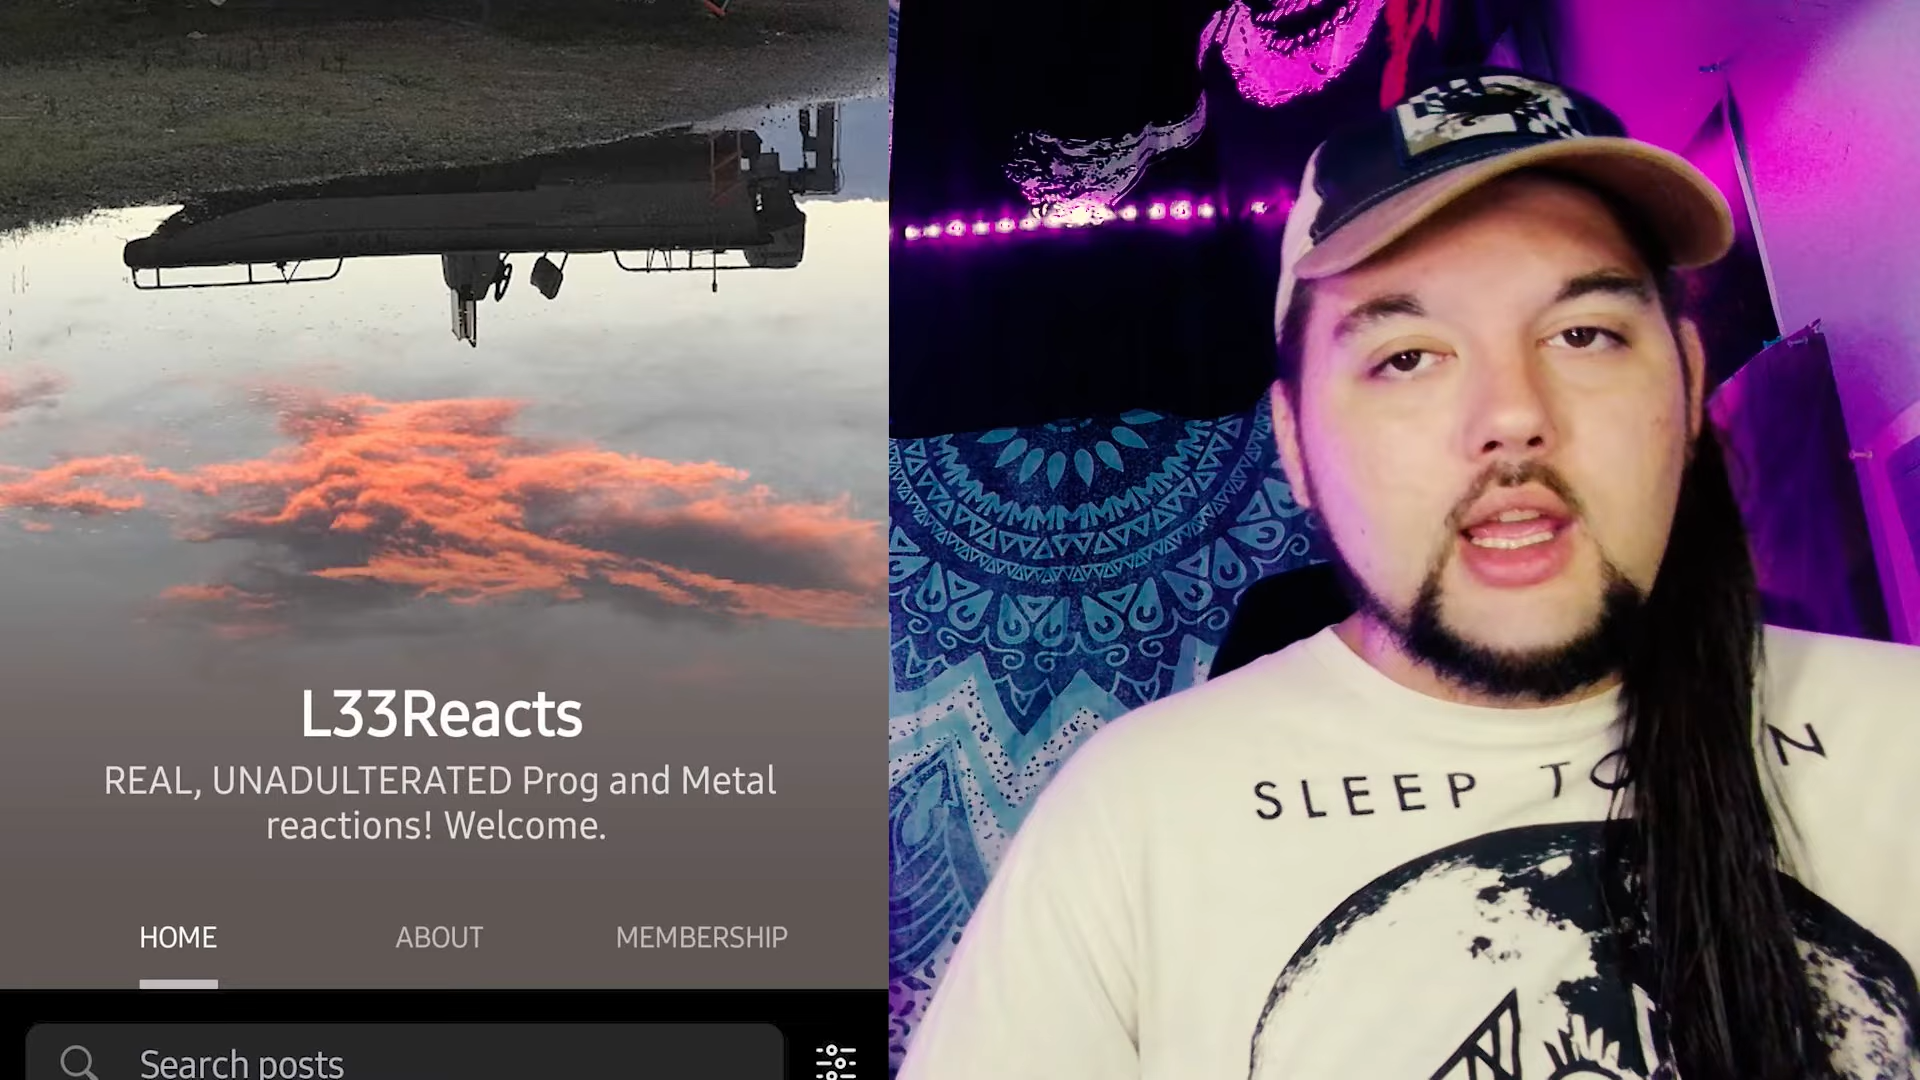 L33Reacts
REAL, UNADULTERATED Prog and Metal
reactions! Welcome.
HOME ABOUT MEMBERSHIP
Search posts
SLEEP